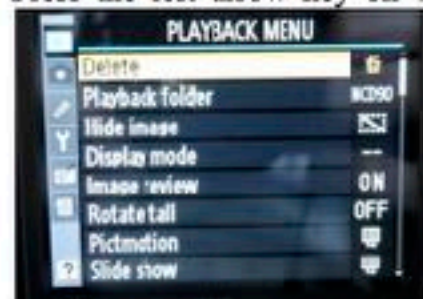 PLAYBACK MENU
Delete
Playback folder NCD90
Hide image
Display mode --
Image review ON
Rotate tall OFF
Pictmotion
Slide show
?